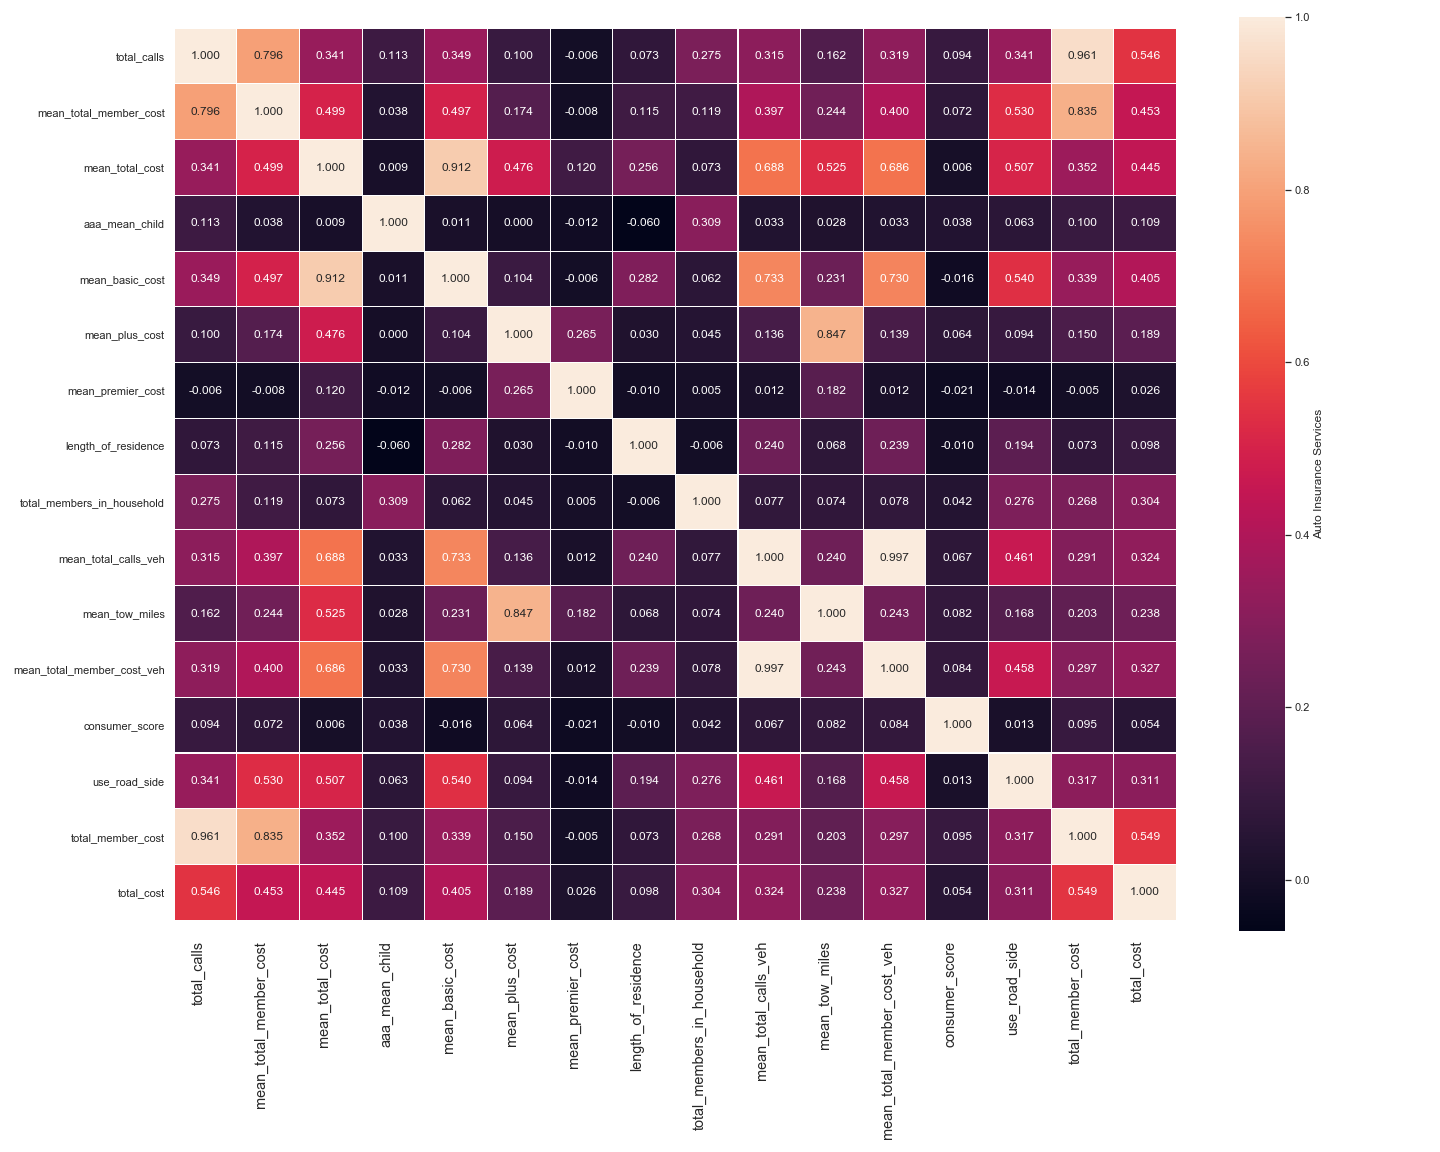 total_calls 1.000 0.796 0.341 0.113 0.349 0.100 -0.006 0.073 0.275 0.315 0.162 0.319 0.094 0.341 0.961 0.546
mean_total_member_cost 0.796 1.000 0.499 0.038 0.497 0.174 -0.008 0.115 0.119 0.397 0.244 0.400 0.072 0.530 0.835 0.453
mean_total_cost 0.341 0.499 1.000 0.009 0.912 0.476 0.120 0.256 0.073 0.688 0.525 0.686 0.006 0.507 0.352 0.445
aaa_mean_child 0.113 0.038 0.009 1.000 0.011 0.000 -0.012 -0.060 0.309 0.033 0.028 0.033 0.038 0.063 0.100 0.109
mean_basic_cost 0.349 0.497 0.912 0.011 1.000 0.104 -0.006 0.282 0.062 0.733 0.231 0.730 -0.016 0.540 0.339 0.405
mean_plus_cost 0.100 0.174 0.476 0.000 0.104 1.000 0.265 0.030 0.045 0.136 0.847 0.139 0.064 0.094 0.150 0.189
mean_premier_cost -0.006 -0.008 0.120 -0.012 -0.006 0.265 1.000 -0.010 0.005 0.012 0.182 0.012 -0.021 -0.014 -0.005 0.026
length_of_residence 0.073 0.115 0.256 -0.060 0.282 0.030 -0.010 1.000 -0.006 0.240 0.068 0.239 -0.010 0.194 0.073 0.098
total_members_in_household 0.275 0.119 0.073 0.309 0.062 0.045 0.005 -0.006 1.000 0.077 0.074 0.078 0.042 0.276 0.268 0.304
mean_total_calls_veh 0.315 0.397 0.688 0.033 0.733 0.136 0.012 0.240 0.077 1.000 0.240 0.997 0.067 0.461 0.291 0.324
mean_tow_miles 0.162 0.244 0.525 0.028 0.231 0.847 0.182 0.068 0.074 0.240 1.000 0.243 0.082 0.168 0.203 0.238
mean_total_member_cost_veh 0.319 0.400 0.686 0.033 0.730 0.139 0.012 0.239 0.078 0.997 0.243 1.000 0.084 0.458 0.297 0.327
consumer_score 0.094 0.072 0.006 0.038 -0.016 0.064 -0.021 -0.010 0.042 0.067 0.082 0.084 1.000 0.013 0.095 0.054
use_road_side 0.341 0.530 0.507 0.063 0.540 0.094 -0.014 0.194 0.276 0.461 0.168 0.458 0.013 1.000 0.317 0.311
total_member_cost 0.961 0.835 0.352 0.100 0.339 0.150 -0.005 0.073 0.268 0.291 0.203 0.297 0.095 0.317 1.000 0.549
total_cost 0.546 0.453 0.445 0.109 0.405 0.189 0.026 0.098 0.304 0.324 0.238 0.327 0.054 0.311 0.549 1.000
total_calls
mean_total_member_cost
mean_total_cost
aaa_mean_child
mean_basic_cost
mean_plus_cost
mean_premier_cost
length_of_residence
total_members_in_household
mean_total_calls_veh
mean_tow_miles
mean_total_member_cost_veh
consumer_score
use_road_side
total_member_cost
total_cost
1.0
0.8
0.6
0.4
0.2
0.0
Auto Insurance Services